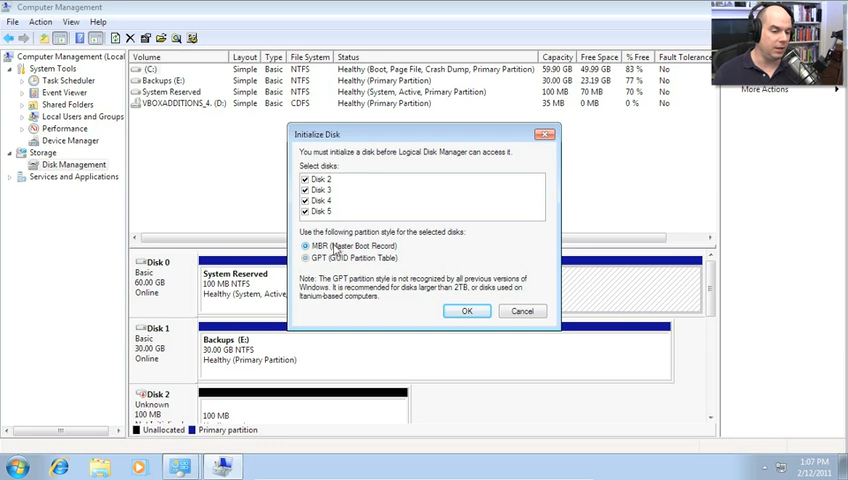 Computer Management
File Action View Help
Computer Management (Local
System Tools
Task Scheduler
Event Viewer
Shared Folders
Local Users and Groups
Performance
Device Manager
Storage
Disk Management
Services and Applications
Volume Layout Type File System Status Capacity Free Space % Free Fault Tolerance
(C:) Simple Basic NTFS Healthy (Boot, Page File, Crash Dump, Primary Partition) 59.90 GB 49.99 GB 83 % No
Backups (E:) Simple Basic NTFS Healthy (Primary Partition) 30.00 GB 23.19 GB 77 % No
System Reserved Simple Basic NTFS Healthy (System, Active, Primary Partition) 100 MB 70 MB 70 % No
VBOXADDITIONS_4. (D:) Simple Basic CDFS Healthy (Primary Partition) 35 MB 0 MB 0 % No
More Actions
Initialize Disk
You must initialize a disk before Logical Disk Manager can access it.
Select disks:
Disk 2
Disk 3
Disk 4
Disk 5
Use the following partition style for the selected disks:
MBR (Master Boot Record)
GPT (GUID Partition Table)
Note: The GPT partition style is not recognized by all previous versions of
Windows. It is recommended for disks larger than 2TB, or disks used on
Itanium-based computers.
OK Cancel
Disk 0
Basic
60.00 GB
Online
System Reserved
100 MB NTFS
Healthy (System, Active,
Disk 1
Basic
30.00 GB
Online
Backups (E:)
30.00 GB NTFS
Healthy (Primary Partition)
Disk 2
Unknown
100 MB
100 MB
Unallocated Primary partition
1:07 PM
2/12/2011